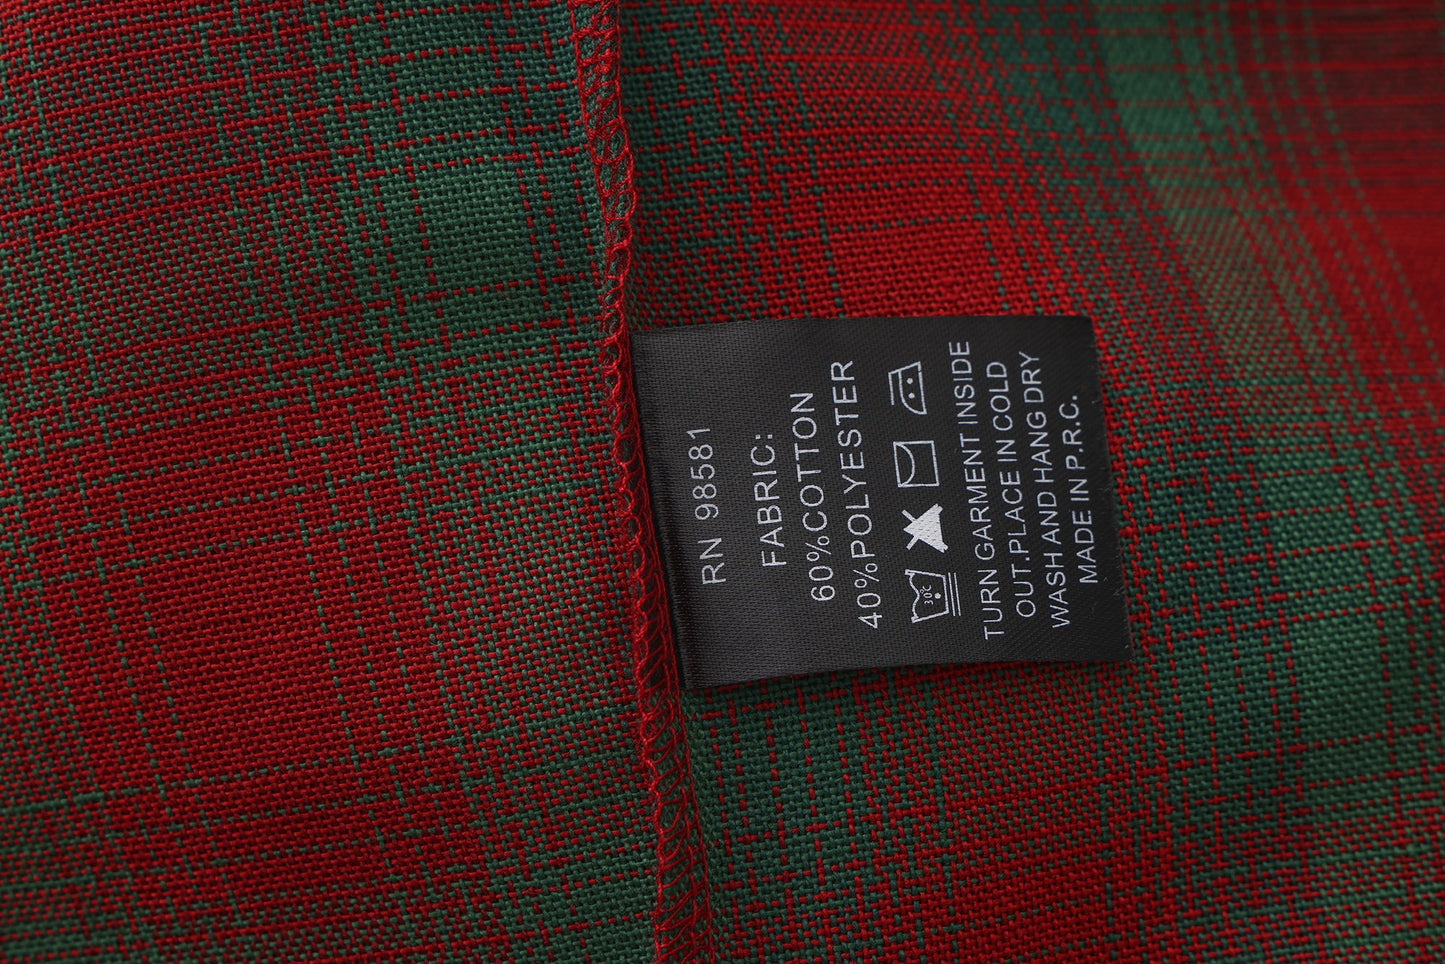 RN 98581
FABRIC:
60%COTTON
40%POLYESTER
30°C
TURN GARMENT INSIDE
OUT.PLACE IN COLD
WASH AND HANG DRY
MADE IN P.R.C.